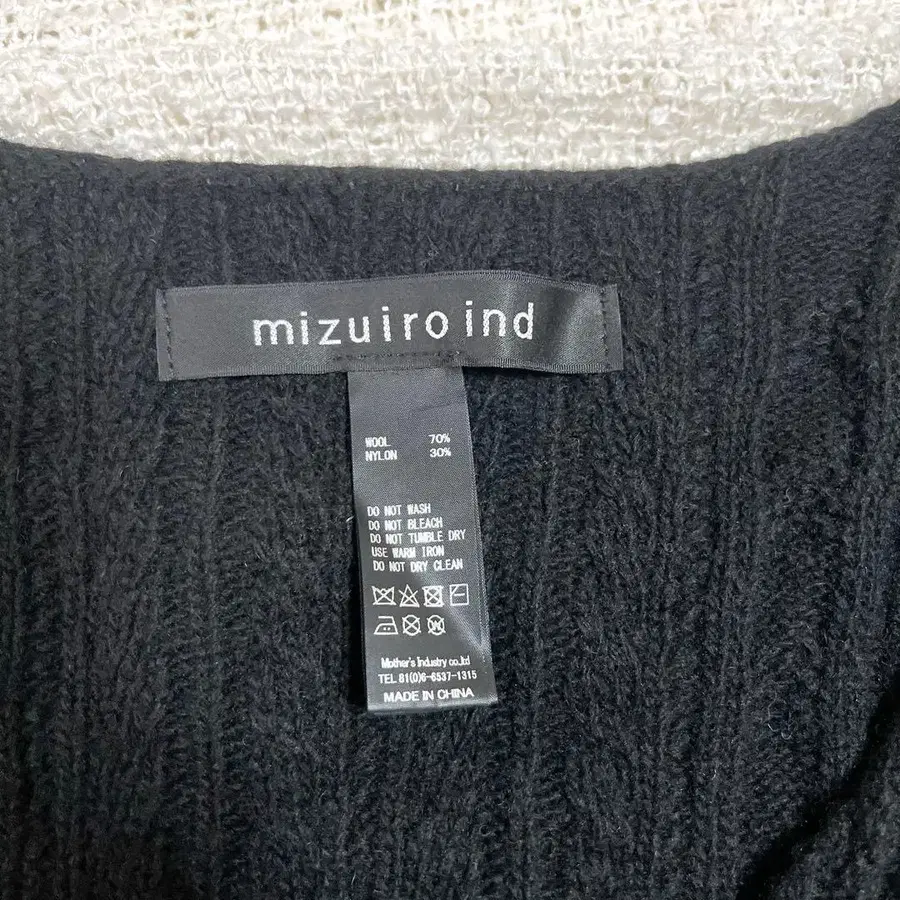 mizuiro ind
WOOL 70%
NYLON 30%
DO NOT WASH
DO NOT BLEACH
DO NOT TUMBLE DRY
USE WARM IRON
DO NOT DRY CLEAN
W
Mother's Industry co.,ltd
TEL 81(0)6-6537-1315
MADE IN CHINA